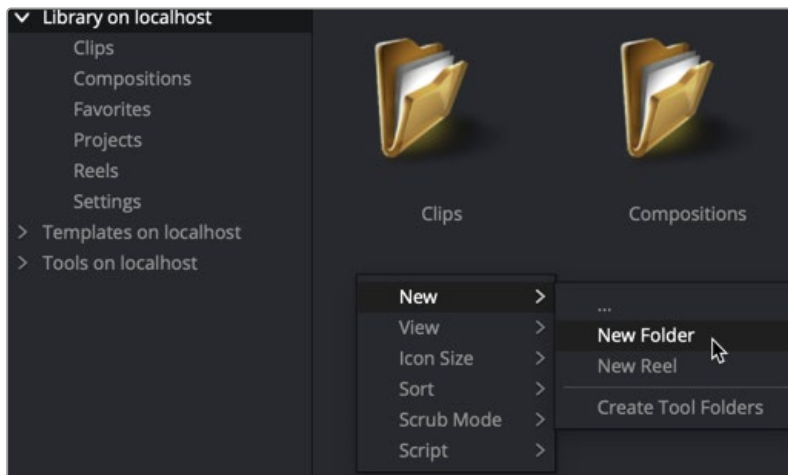 Library on localhost
Clips
Compositions
Favorites
Projects
Reels
Settings
Templates on localhost
Tools on localhost
Clips
Compositions
New
View
Icon Size
Sort
Scrub Mode
Script
...
New Folder
New Reel
Create Tool Folders